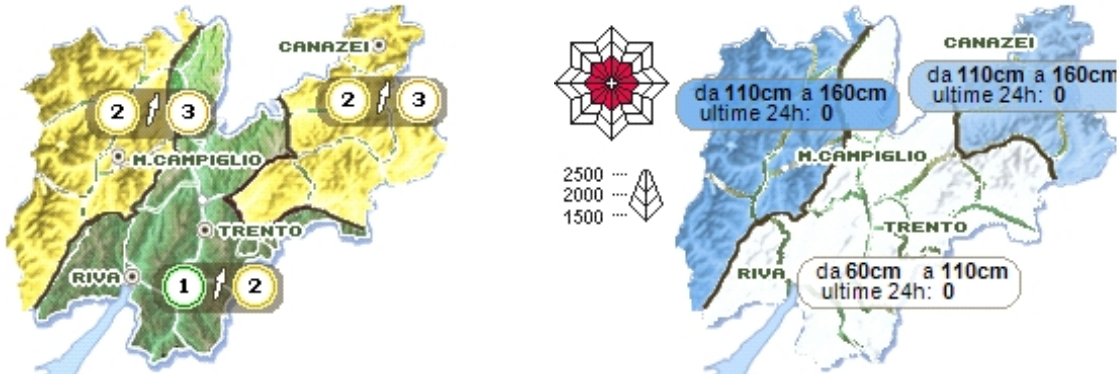 CANAZEI
2 3
2 3
M.CAMPIGLIO
TRENTO
RIVA
1 2
CANAZEI
da 110cm a 160cm
ultime 24h: 0
da 110cm a 160cm
ultime 24h: 0
M.CAMPIGLIO
2500
2000
1500
TRENTO
RIVA
da 60cm a 110cm
ultime 24h: 0